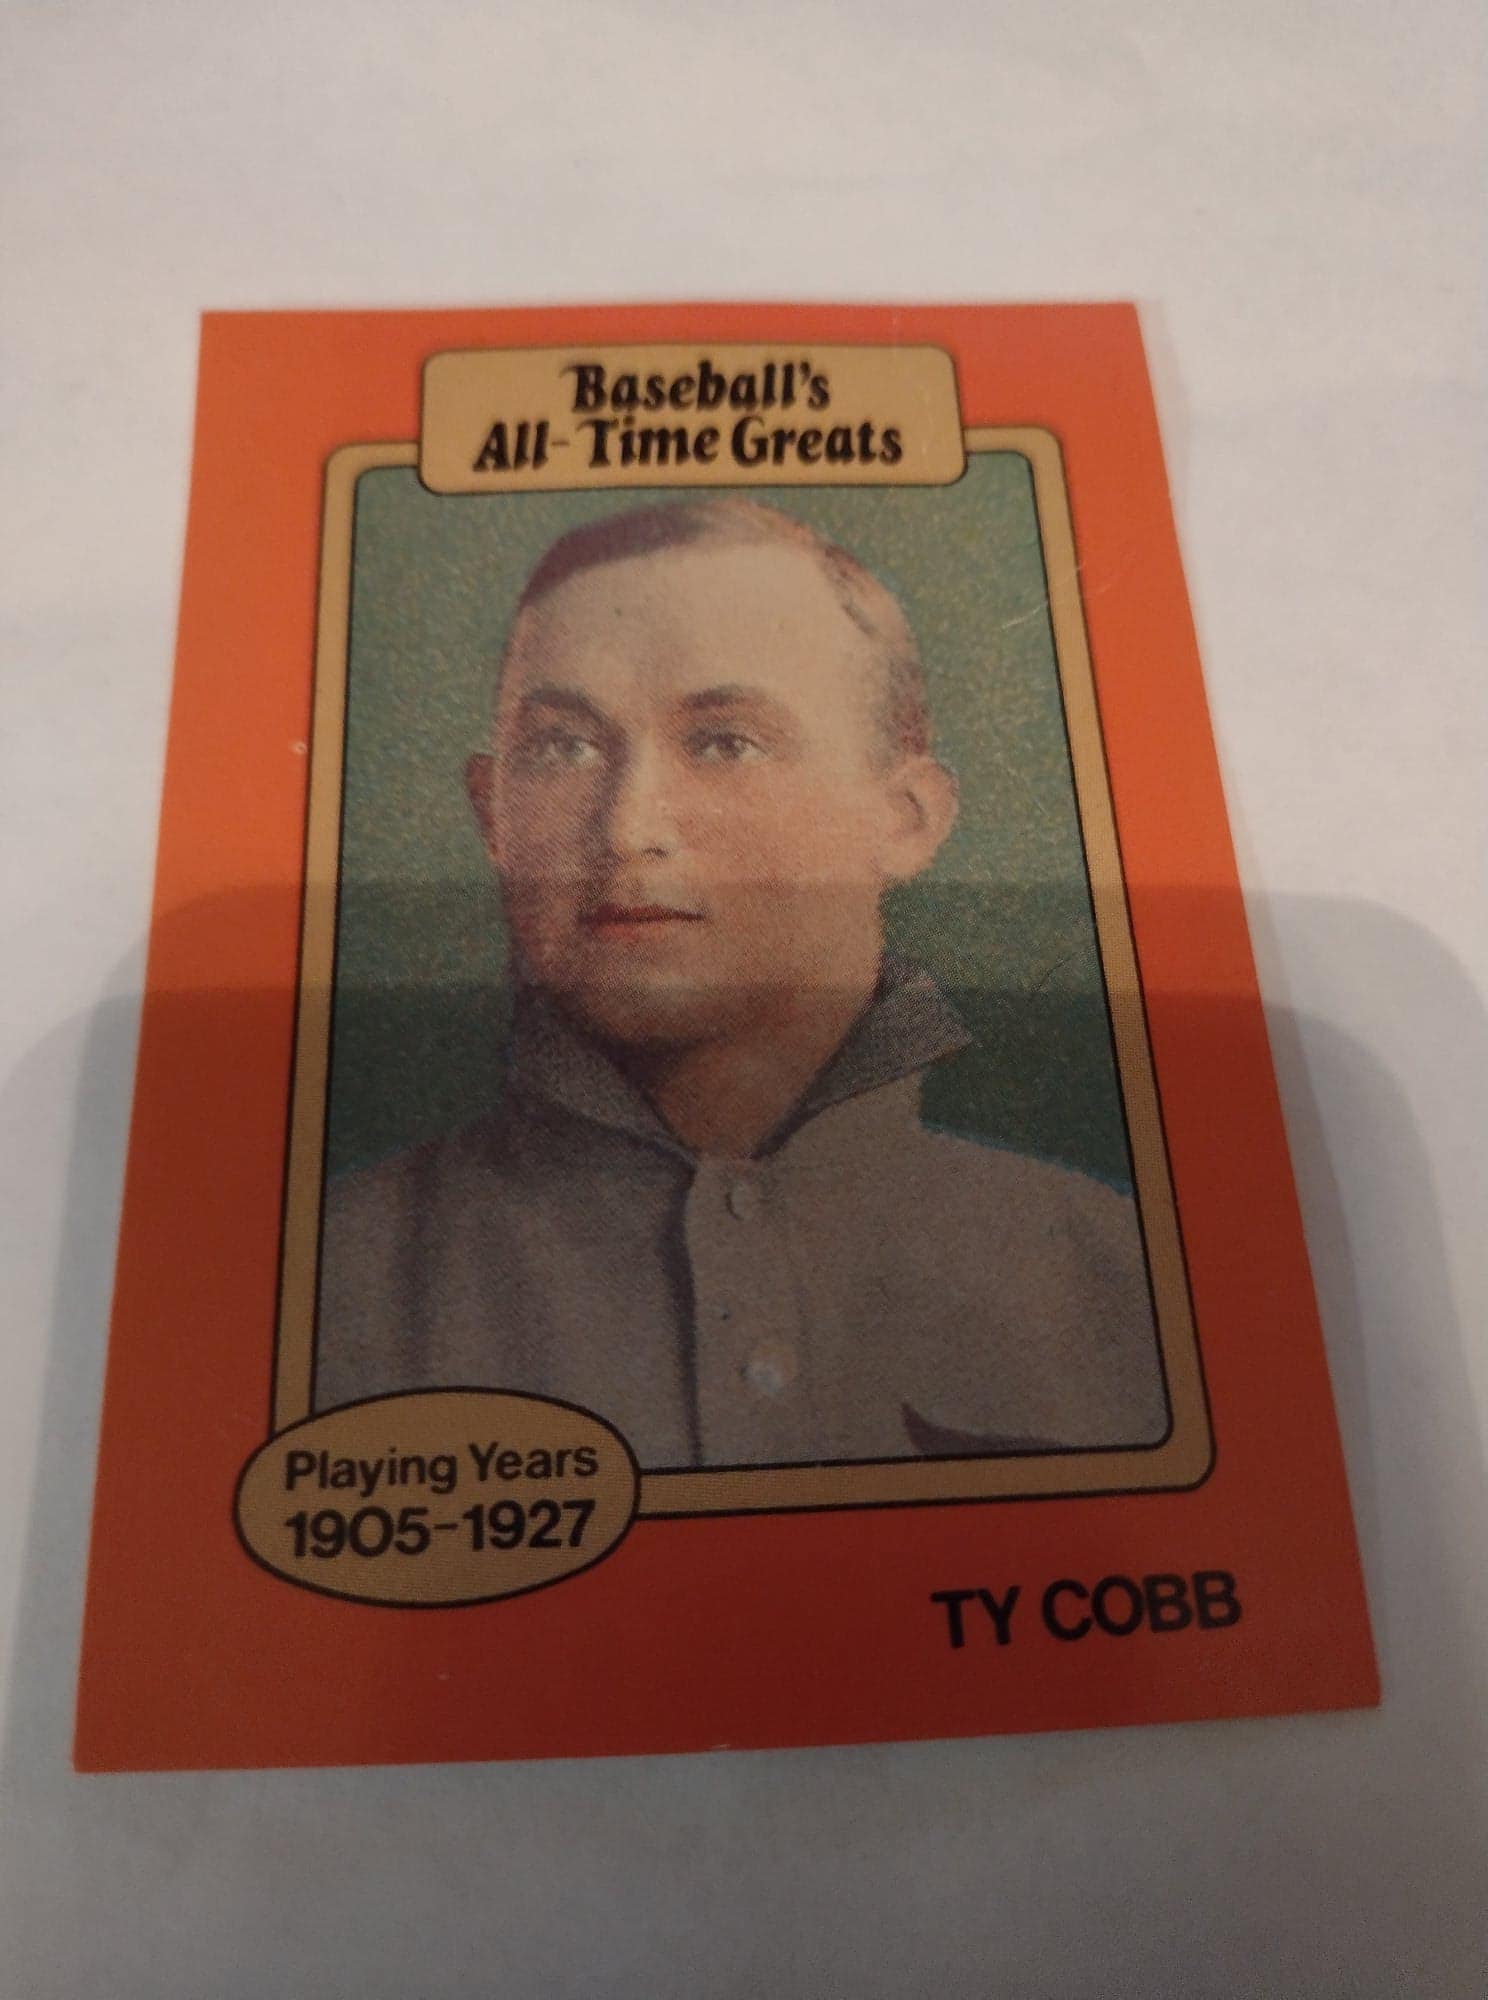 Baseball's
All-Time Greats
Playing Years
1905-1927
TY COBB